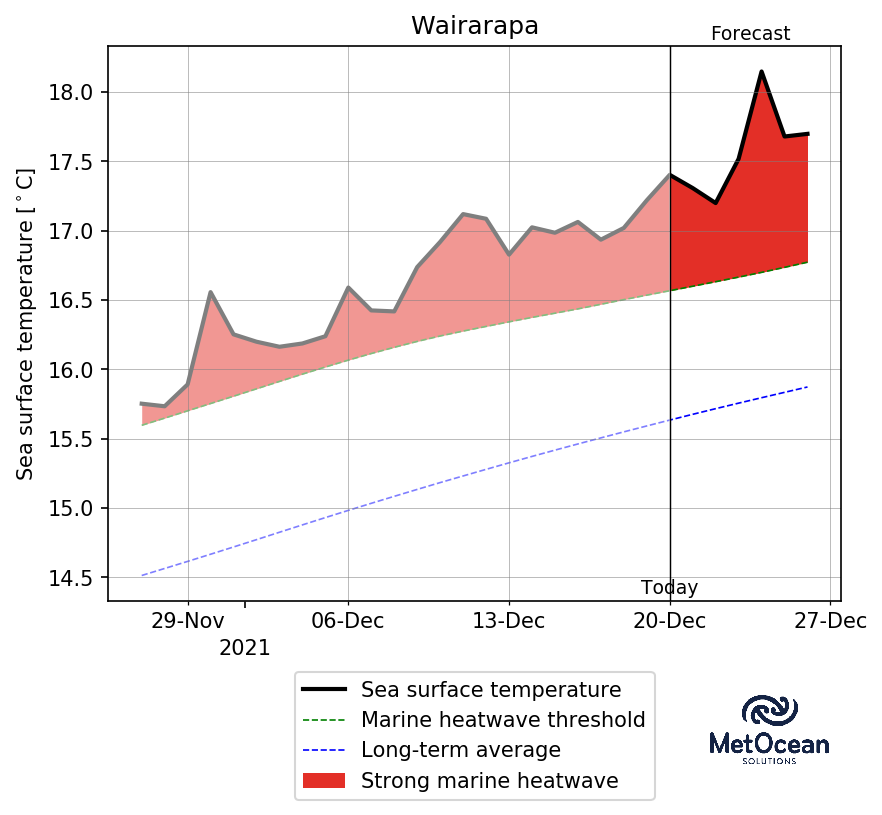 Wairarapa
Forecast
Sea surface temperature [°C]
18.0
17.5
17.0
16.5
16.0
15.5
15.0
14.5
Today
29-Nov 06-Dec 13-Dec 20-Dec 27-Dec
2021
Sea surface temperature
Marine heatwave threshold
Long-term average
Strong marine heatwave
MetOcean
SOLUTIONS